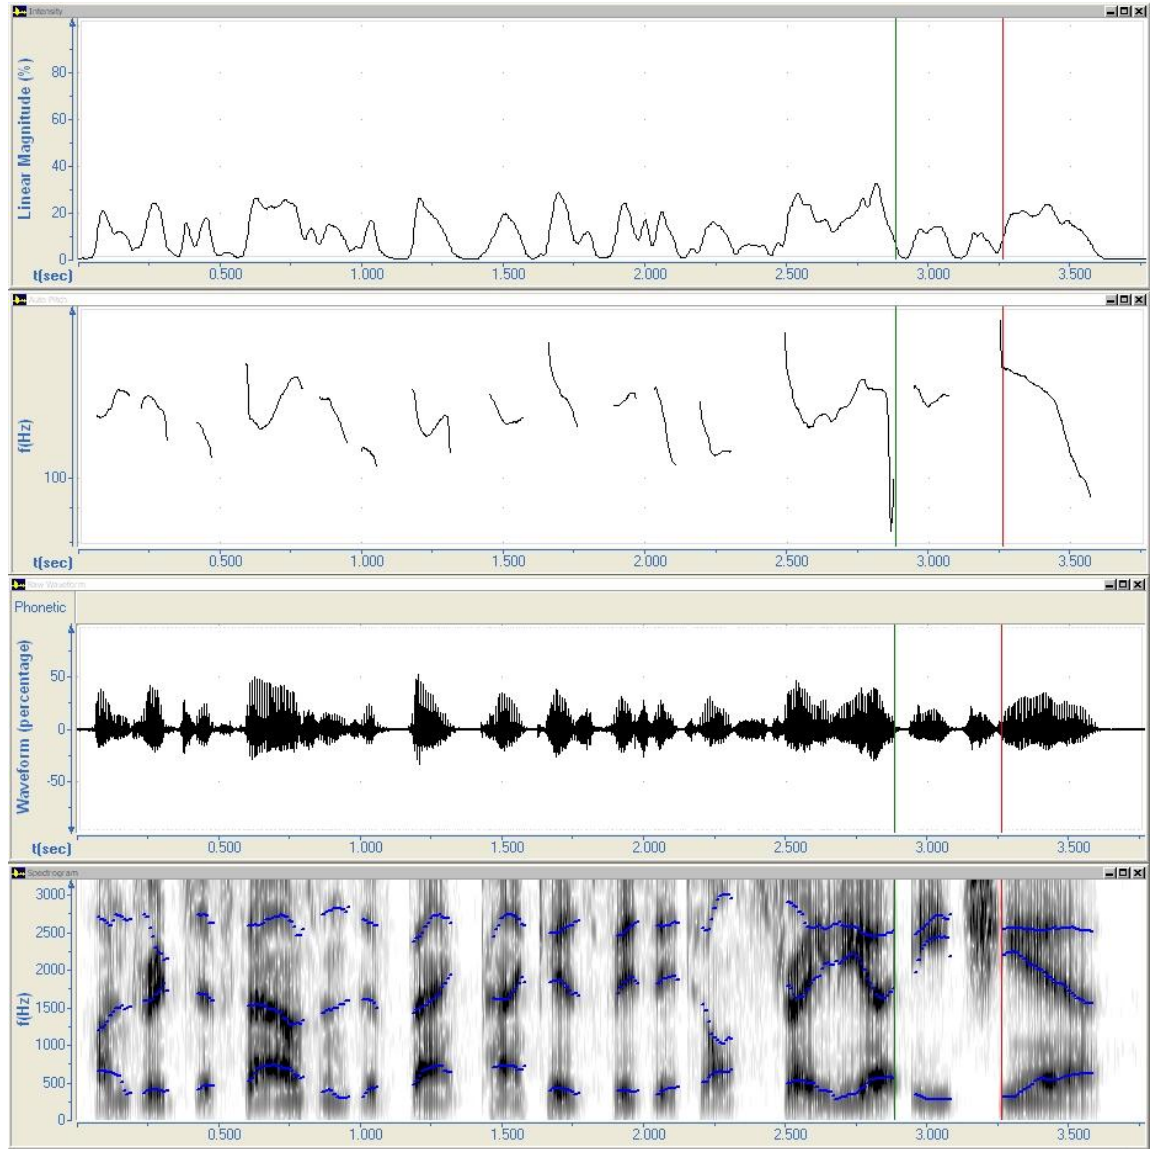 Intensity
Linear Magnitude (%)
80
60
40
20
0
t(sec) 0.500 1.000 1.500 2.000 2.500 3.000 3.500
Auto Pitch
f(Hz)
100
t(sec) 0.500 1.000 1.500 2.000 2.500 3.000 3.500
Raw Waveform
Phonetic
Waveform (percentage)
50
0
-50
t(sec) 0.500 1.000 1.500 2.000 2.500 3.000 3.500
Spectrogram
f(Hz)
3000
2500
2000
1500
1000
500
0
0.500 1.000 1.500 2.000 2.500 3.000 3.500